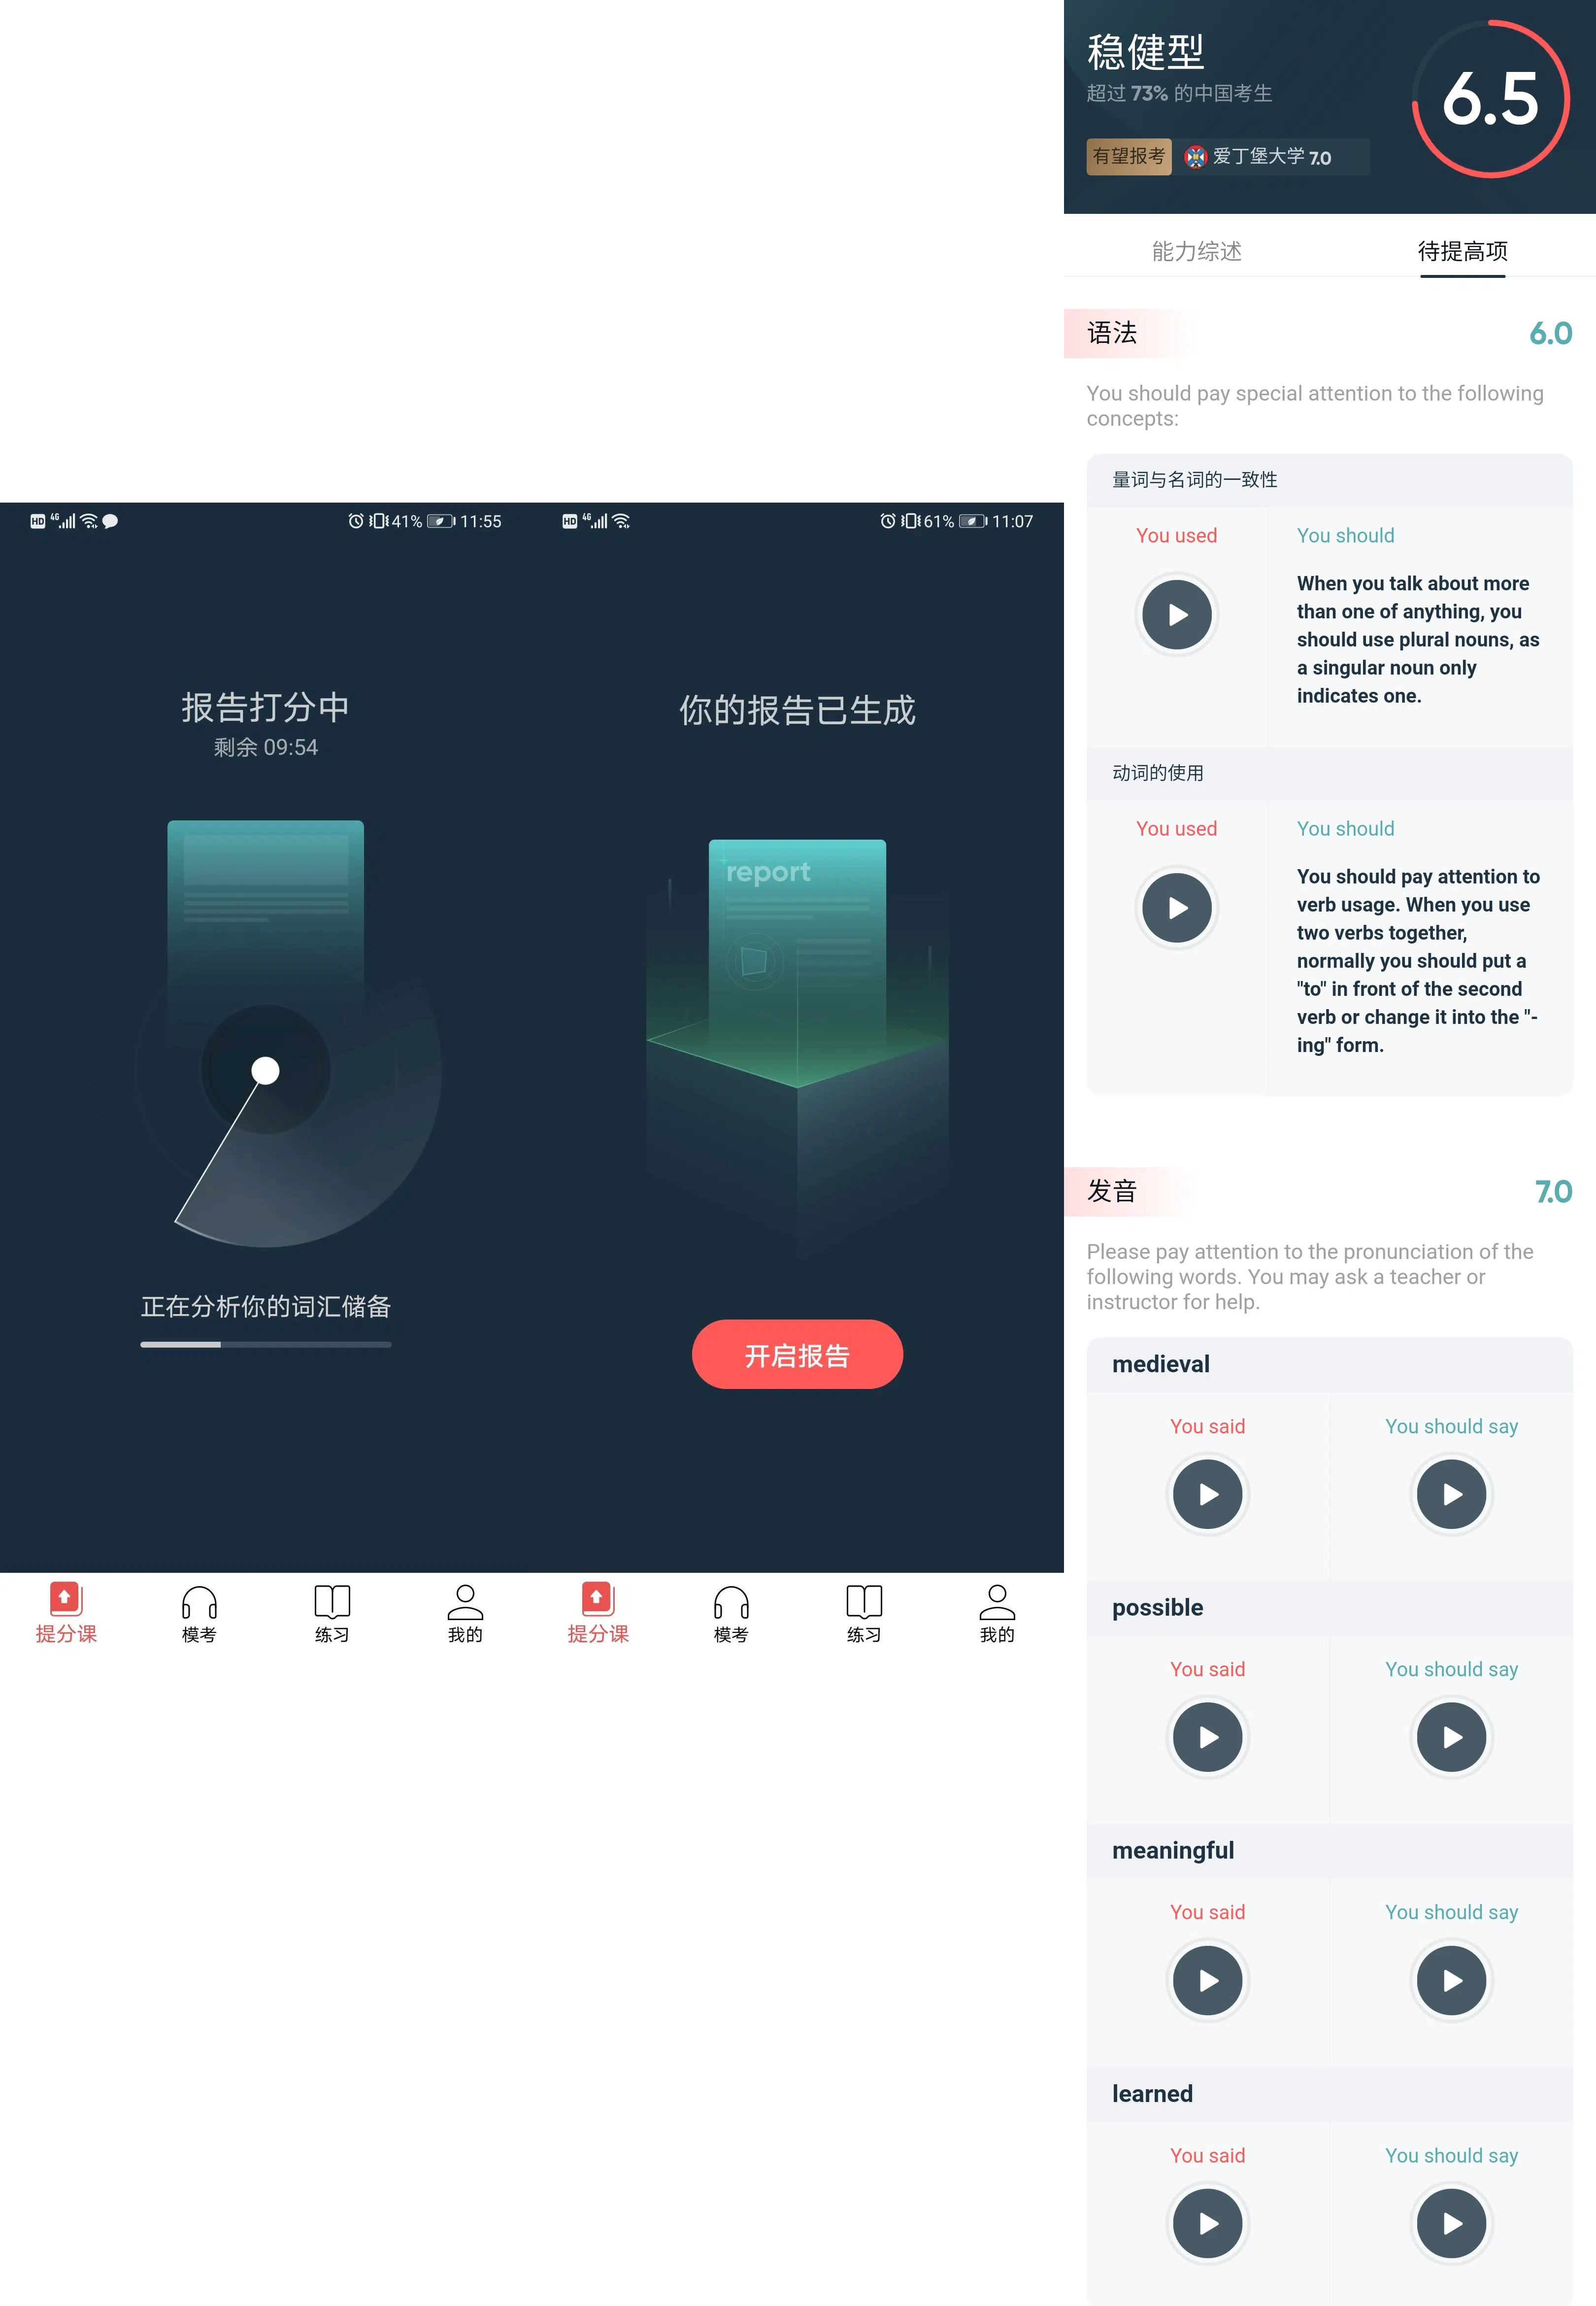 HD 4G 41% 11:55
报告打分中
剩余 09:54
正在分析你的词汇储备
提分课 模考 练习 我的
HD 4G 61% 11:07
你的报告已生成
report
开启报告
提分课 模考 练习 我的
稳健型
超过 73% 的中国考生
6.5
有望报考 爱丁堡大学 7.0
能力综述 待提高项
语法 6.0
You should pay special attention to the following
concepts:
量词与名词的一致性
You used
You should
When you talk about more
than one of anything, you
should use plural nouns, as
a singular noun only
indicates one.
动词的使用
You used
You should
You should pay attention to
verb usage. When you use
two verbs together,
normally you should put a
"to" in front of the second
verb or change it into the "-
ing" form.
发音 7.0
Please pay attention to the pronunciation of the
following words. You may ask a teacher or
instructor for help.
medieval
You said You should say
possible
You said You should say
meaningful
You said You should say
learned
You said You should say